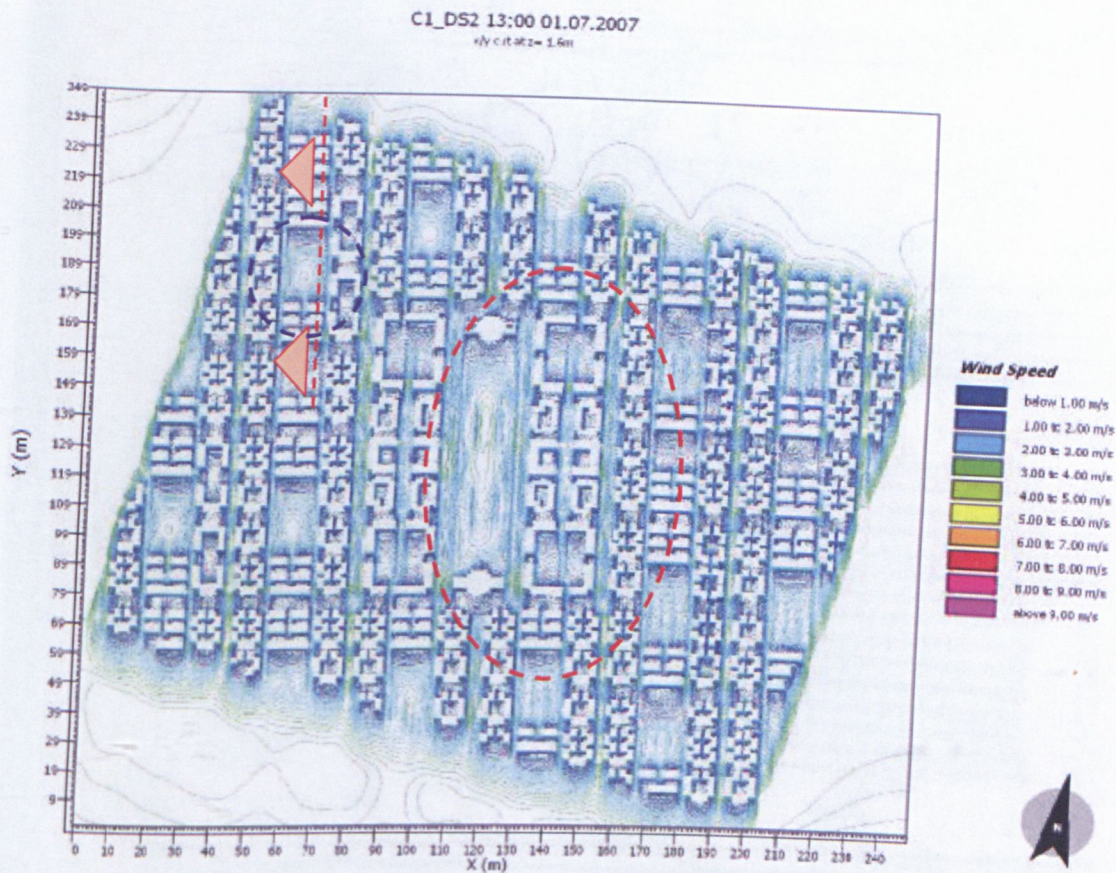 C1_DS2 13:00 01.07.2007
x/y cut at z= 1.6m
239
229
219
209
199
189
179
169
159
149
139
129
119
109
99
89
79
69
59
49
39
29
19
9
Y (m)
0 10 20 30 40 50 60 70 80 90 100 110 120 130 140 150 160 170 180 190 200 210 220 230 240
X (m)
Wind Speed
below 1.00 m/s
1.00 to 2.00 m/s
2.00 to 3.00 m/s
3.00 to 4.00 m/s
4.00 to 5.00 m/s
5.00 to 6.00 m/s
6.00 to 7.00 m/s
7.00 to 8.00 m/s
8.00 to 9.00 m/s
above 9.00 m/s
N